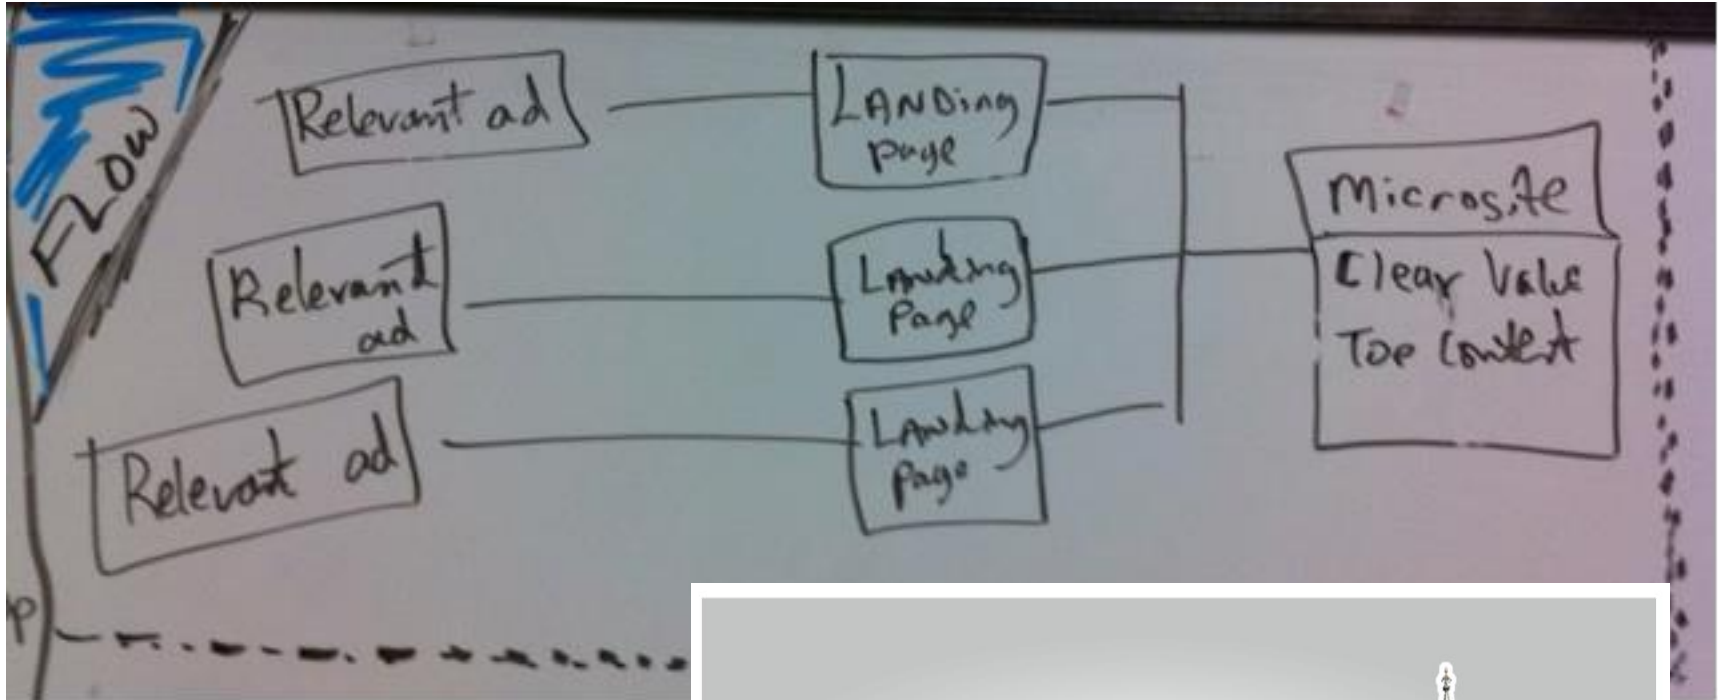 FLOW
Relevant ad
LANDing
page
Relevant
ad
Landing
Page
Relevant ad
Landing
page
Microsite
Clear Value
Top Content
P